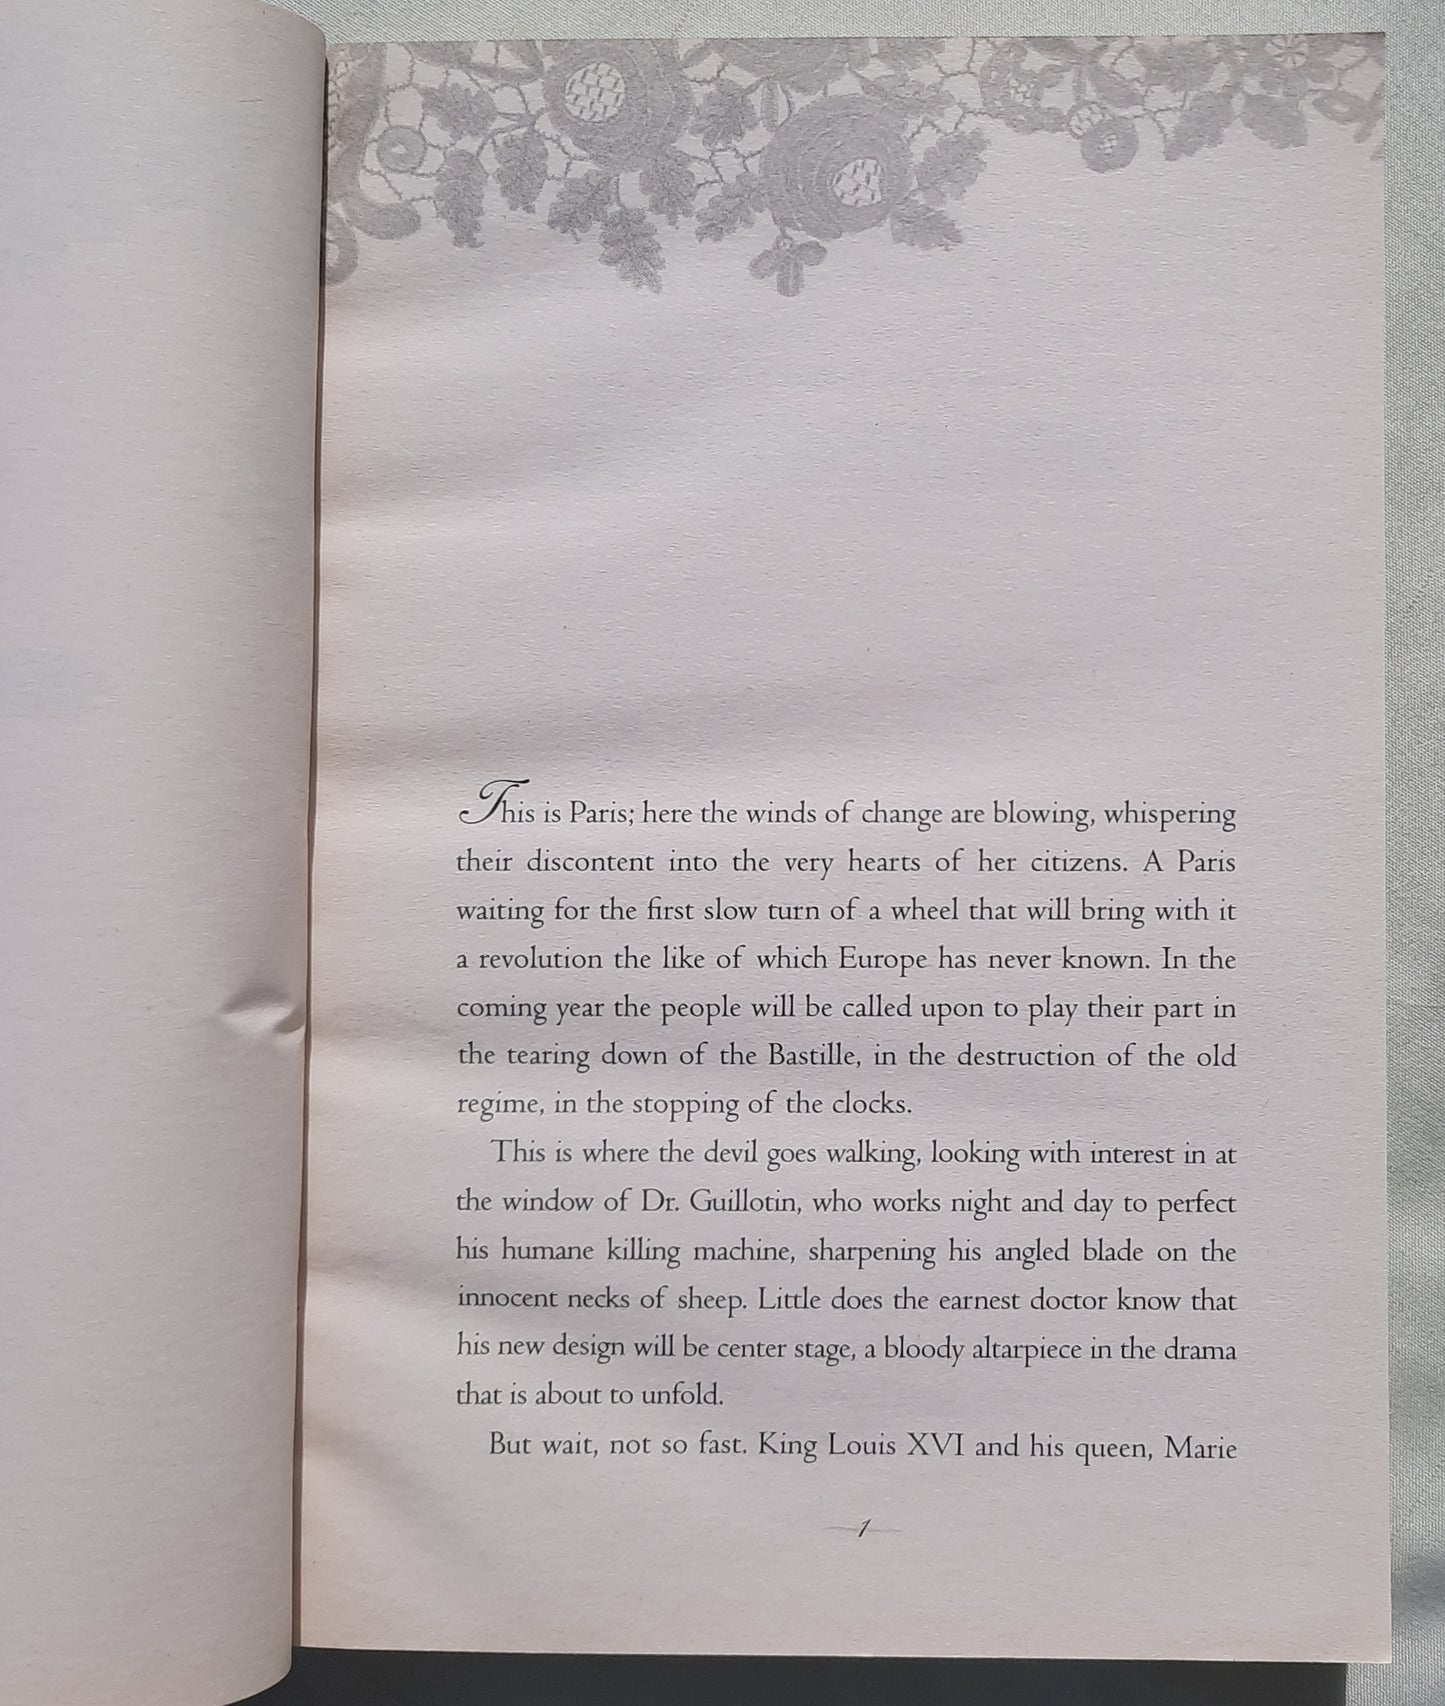 This is Paris; here the winds of change are blowing, whispering
their discontent into the very hearts of her citizens. A Paris
waiting for the first slow turn of a wheel that will bring with it
a revolution the like of which Europe has never known. In the
coming year the people will be called upon to play their part in
the tearing down of the Bastille, in the destruction of the old
regime, in the stopping of the clocks.
This is where the devil goes walking, looking with interest in at
the window of Dr. Guillotin, who works night and day to perfect
his humane killing machine, sharpening his angled blade on the
innocent necks of sheep. Little does the earnest doctor know that
his new design will be center stage, a bloody altarpiece in the drama
that is about to unfold.
But wait, not so fast. King Louis XVI and his queen, Marie
1